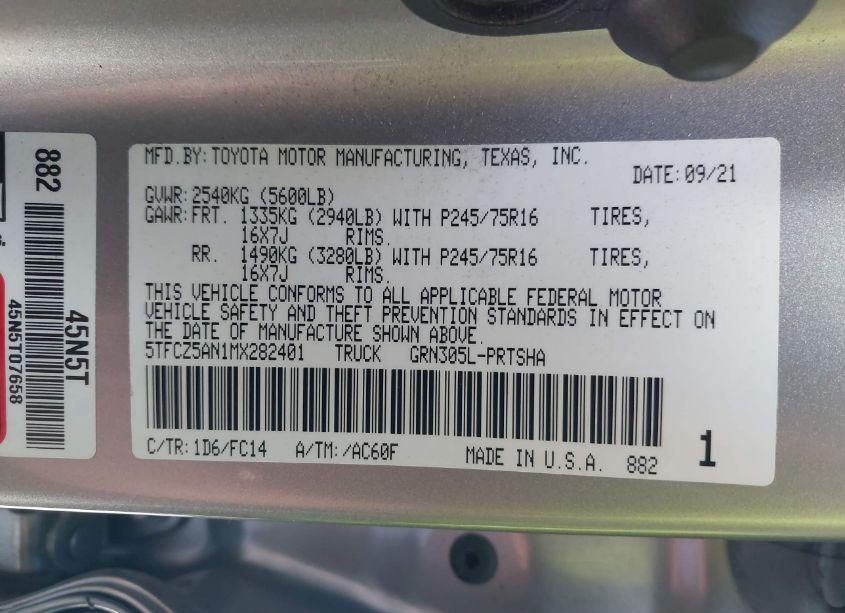 882
45N5T
45N5T07658
MFD.BY:TOYOTA MOTOR MANUFACTURING, TEXAS, INC.
DATE:09/21
GVWR:2540KG (5600LB)
GAWR:FRT. 1335KG (2940LB) WITH P245/75R16 TIRES,
16X7J RIMS.
RR. 1490KG (3280LB) WITH P245/75R16 TIRES,
16X7J RIMS.
THIS VEHICLE CONFORMS TO ALL APPLICABLE FEDERAL MOTOR
VEHICLE SAFETY AND THEFT PREVENTION STANDARDS IN EFFECT ON
THE DATE OF MANUFACTURE SHOWN ABOVE.
5TFCZ5AN1MX282401 TRUCK GRN305L-PRTSHA
C/TR:1D6/FC14 A/TM:/AC60F MADE IN U.S.A. 882 1